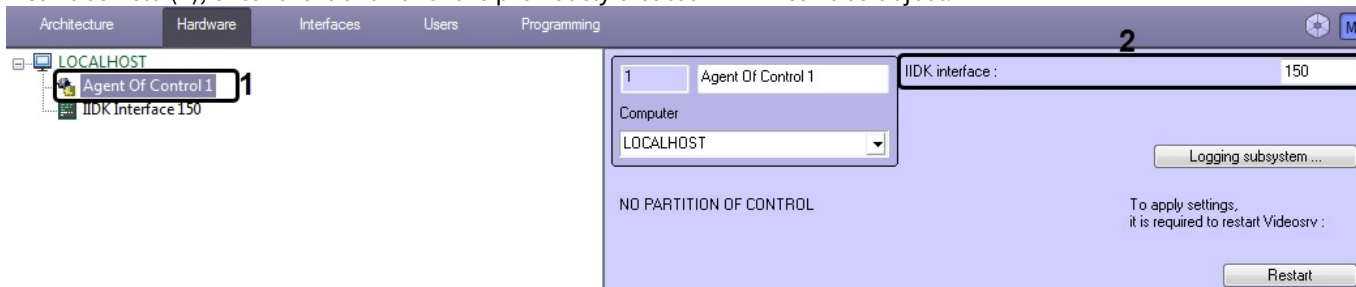 Architecture Hardware Interfaces Users Programming
M
2
LOCALHOST
Agent Of Control 1
1
IIDK Interface 150
1 Agent Of Control 1
IIDK interface : 150
Computer
LOCALHOST
Logging subsystem ...
NO PARTITION OF CONTROL
To apply settings,
it is required to restart Videosrv :
Restart